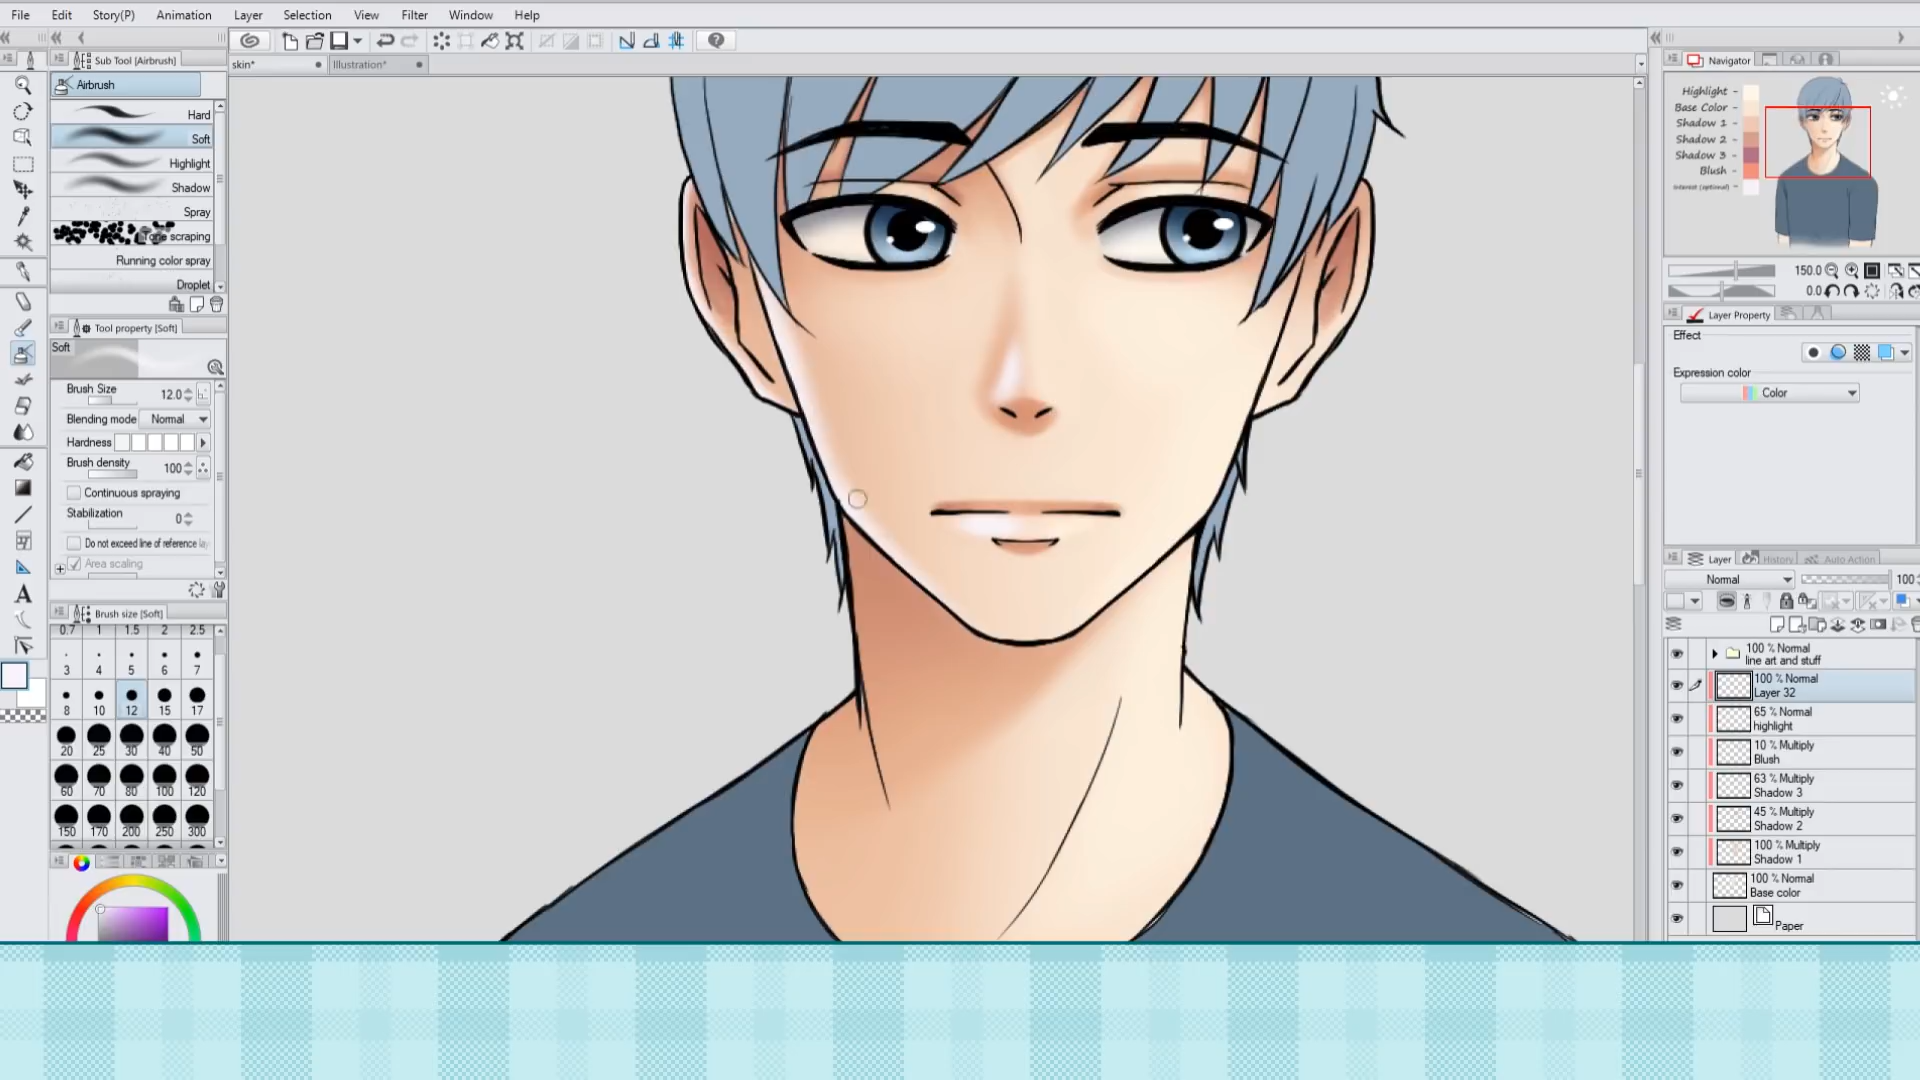 File Edit Story(P) Animation Layer Selection View Filter Window Help
Sub Tool [Airbrush]
skin* Illustration*
Airbrush
Hard
Soft
Highlight
Shadow
Spray
Tone scraping
Running color spray
Droplet
Tool property [Soft]
Soft
Brush Size 12.0
Blending mode Normal
Hardness
Brush density 100
Continuous spraying
Stabilization 0
Do not exceed line of reference lay
Area scaling
Brush size [Soft]
0.7 1 1.5 2 2.5
3 4 5 6 7
8 10 12 15 17
20 25 30 40 50
60 70 80 100 120
150 170 200 250 300
Navigator
Highlight -
Base Color -
Shadow 1 -
Shadow 2 -
Shadow 3 -
Blush -
150.0
0.0
Layer Property
Effect
Expression color
Color
Layer History Auto Action
Normal 100
100 % Normal
line art and stuff
100 % Normal
Layer 32
65 % Normal
highlight
10 % Multiply
Blush
63 % Multiply
Shadow 3
45 % Multiply
Shadow 2
100 % Multiply
Shadow 1
100 % Normal
Base color
Paper